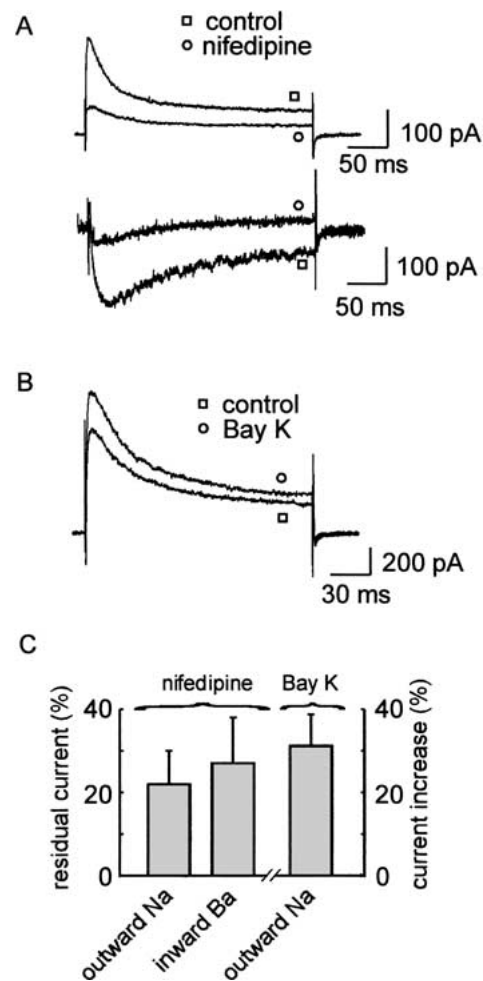 A
□ control
○ nifedipine
□
○
100 pA
50 ms
○
□
100 pA
50 ms
B
□ control
○ Bay K
○
□
200 pA
30 ms
C
nifedipine
Bay K
residual current (%)
40
20
0
40
20
0
current increase (%)
outward Na
inward Ba
outward Na